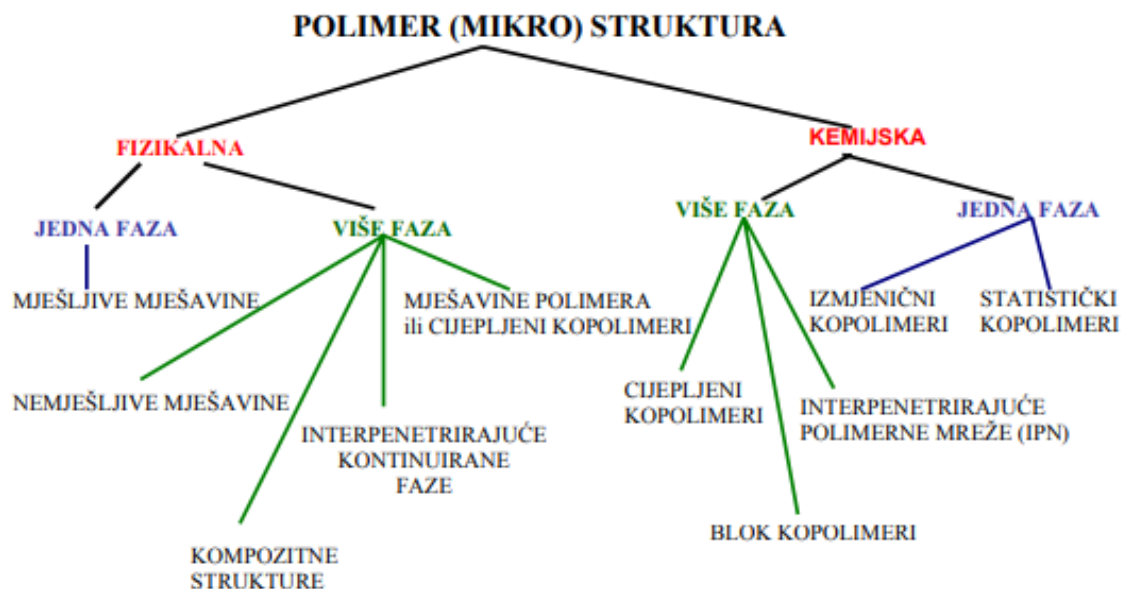 POLIMER (MIKRO) STRUKTURA
FIZIKALNA
KEMIJSKA
JEDNA FAZA
VIŠE FAZA
VIŠE FAZA
JEDNA FAZA
MJEŠLJIVE MJEŠAVINE
MJEŠAVINE POLIMERA
ili CIJEPLJENI KOPOLIMERI
IZMJENIČNI
KOPOLIMERI
STATISTIČKI
KOPOLIMERI
NEMJEŠLJIVE MJEŠAVINE
INTERPENETRIRAJUĆE
KONTINUIRANE
FAZE
CIJEPLJENI
KOPOLIMERI
INTERPENETRIRAJUĆE
POLIMERNE MREŽE (IPN)
KOMPOZITNE
STRUKTURE
BLOK KOPOLIMERI